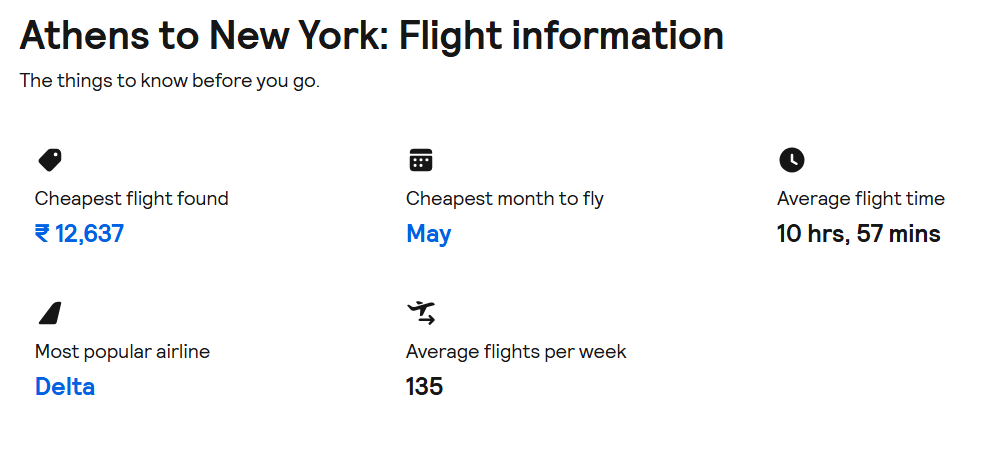 Athens to New York: Flight information
The things to know before you go.
Cheapest flight found
₹ 12,637
Cheapest month to fly
May
Average flight time
10 hrs, 57 mins
Most popular airline
Delta
Average flights per week
135